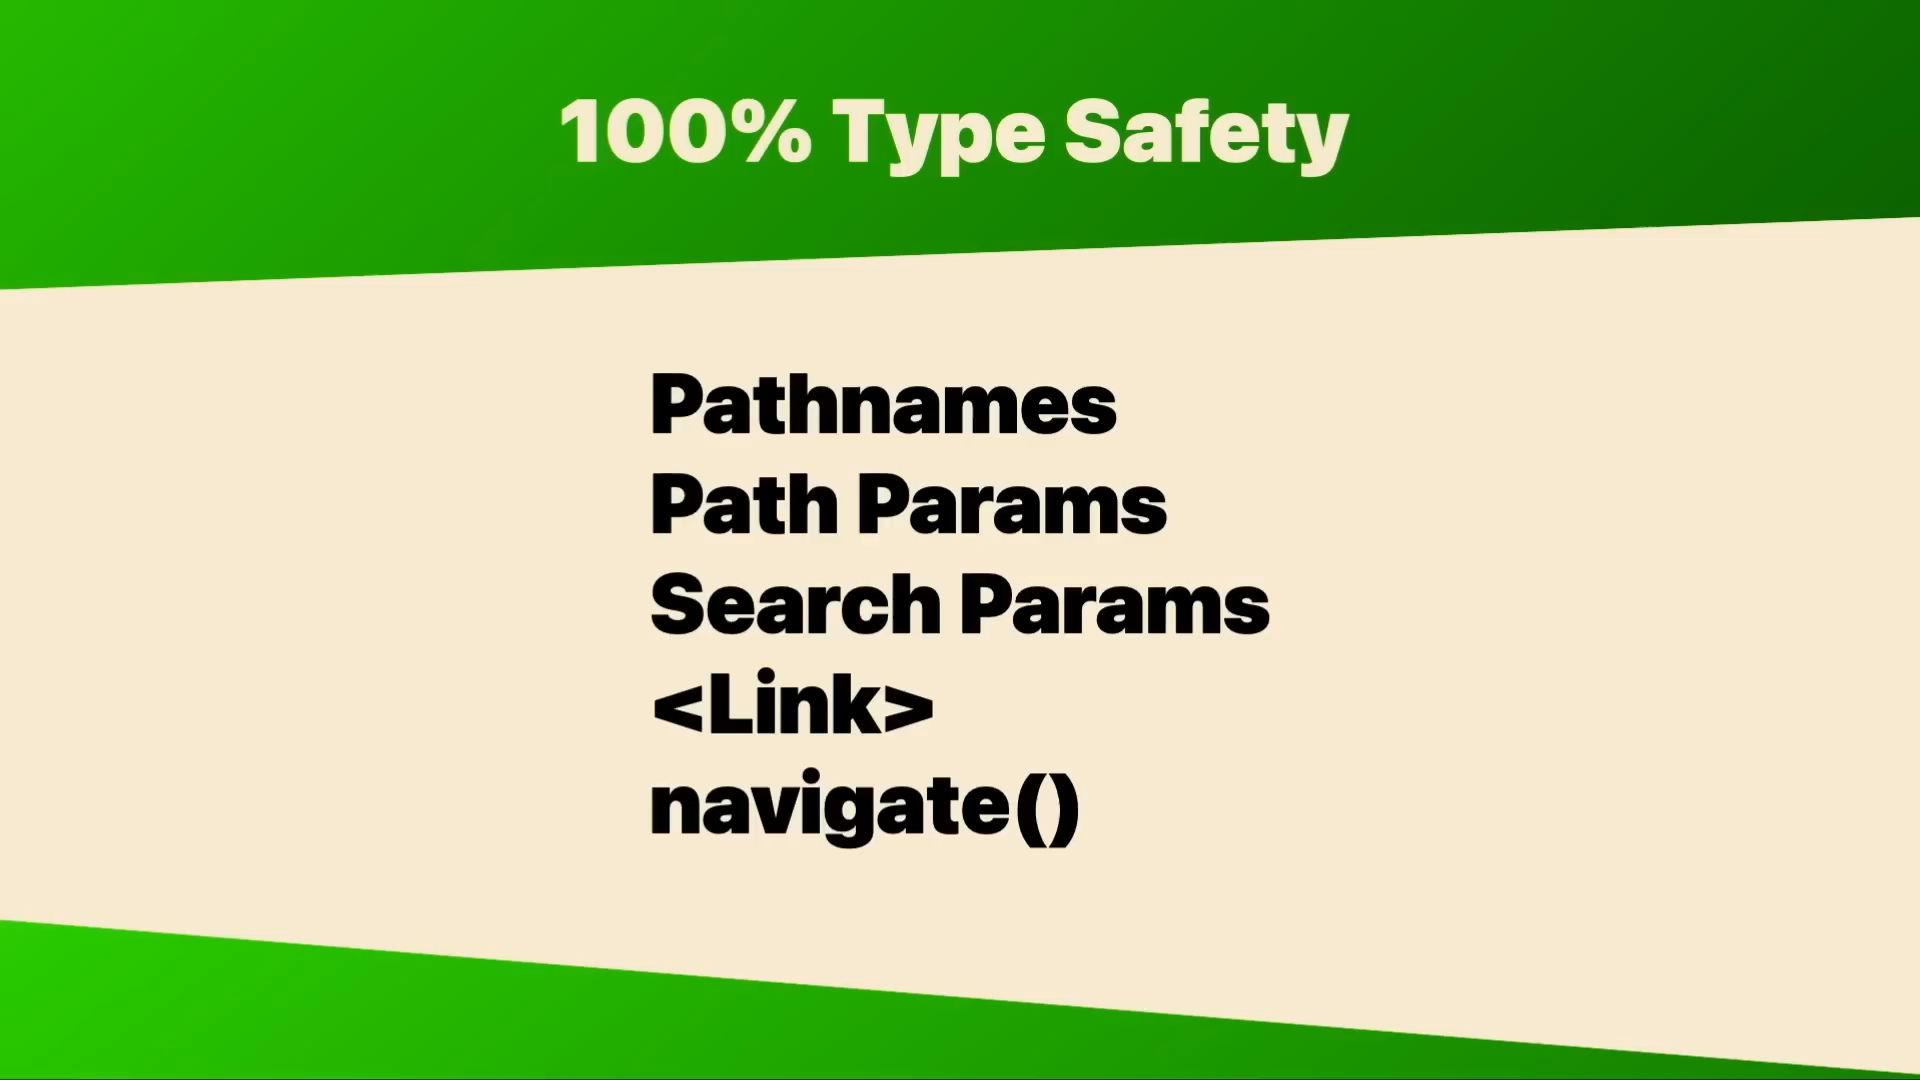 100% Type Safety
Pathnames
Path Params
Search Params
<Link>
navigate()